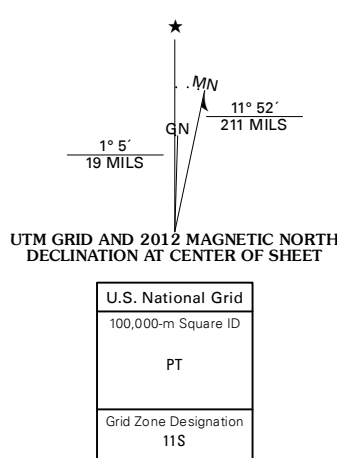 ★
MN
GN
11° 52´
211 MILS
1° 5´
19 MILS
UTM GRID AND 2012 MAGNETIC NORTH
DECLINATION AT CENTER OF SHEET
U.S. National Grid
100,000-m Square ID
PT
Grid Zone Designation
11S